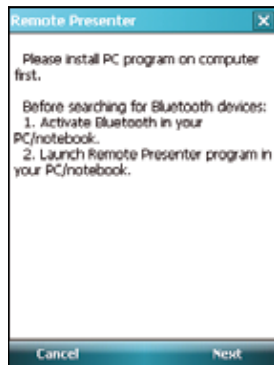 Remote Presenter
Please install PC program on computer
first.
Before searching for Bluetooth devices:
1. Activate Bluetooth in your
PC/notebook.
2. Launch Remote Presenter program in
your PC/notebook.
Cancel Next